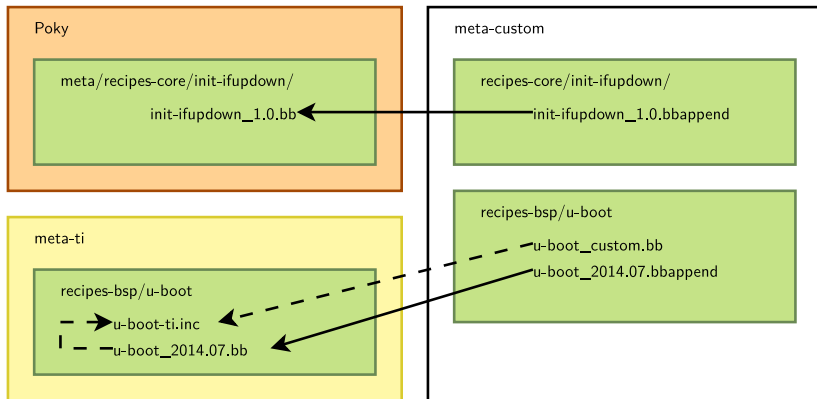 Poky
meta/recipes-core/init-ifupdown/
init-ifupdown_1.0.bb
meta-custom
recipes-core/init-ifupdown/
init-ifupdown_1.0.bbappend
recipes-bsp/u-boot
u-boot_custom.bb
u-boot_2014.07.bbappend
meta-ti
recipes-bsp/u-boot
u-boot-ti.inc
u-boot_2014.07.bb